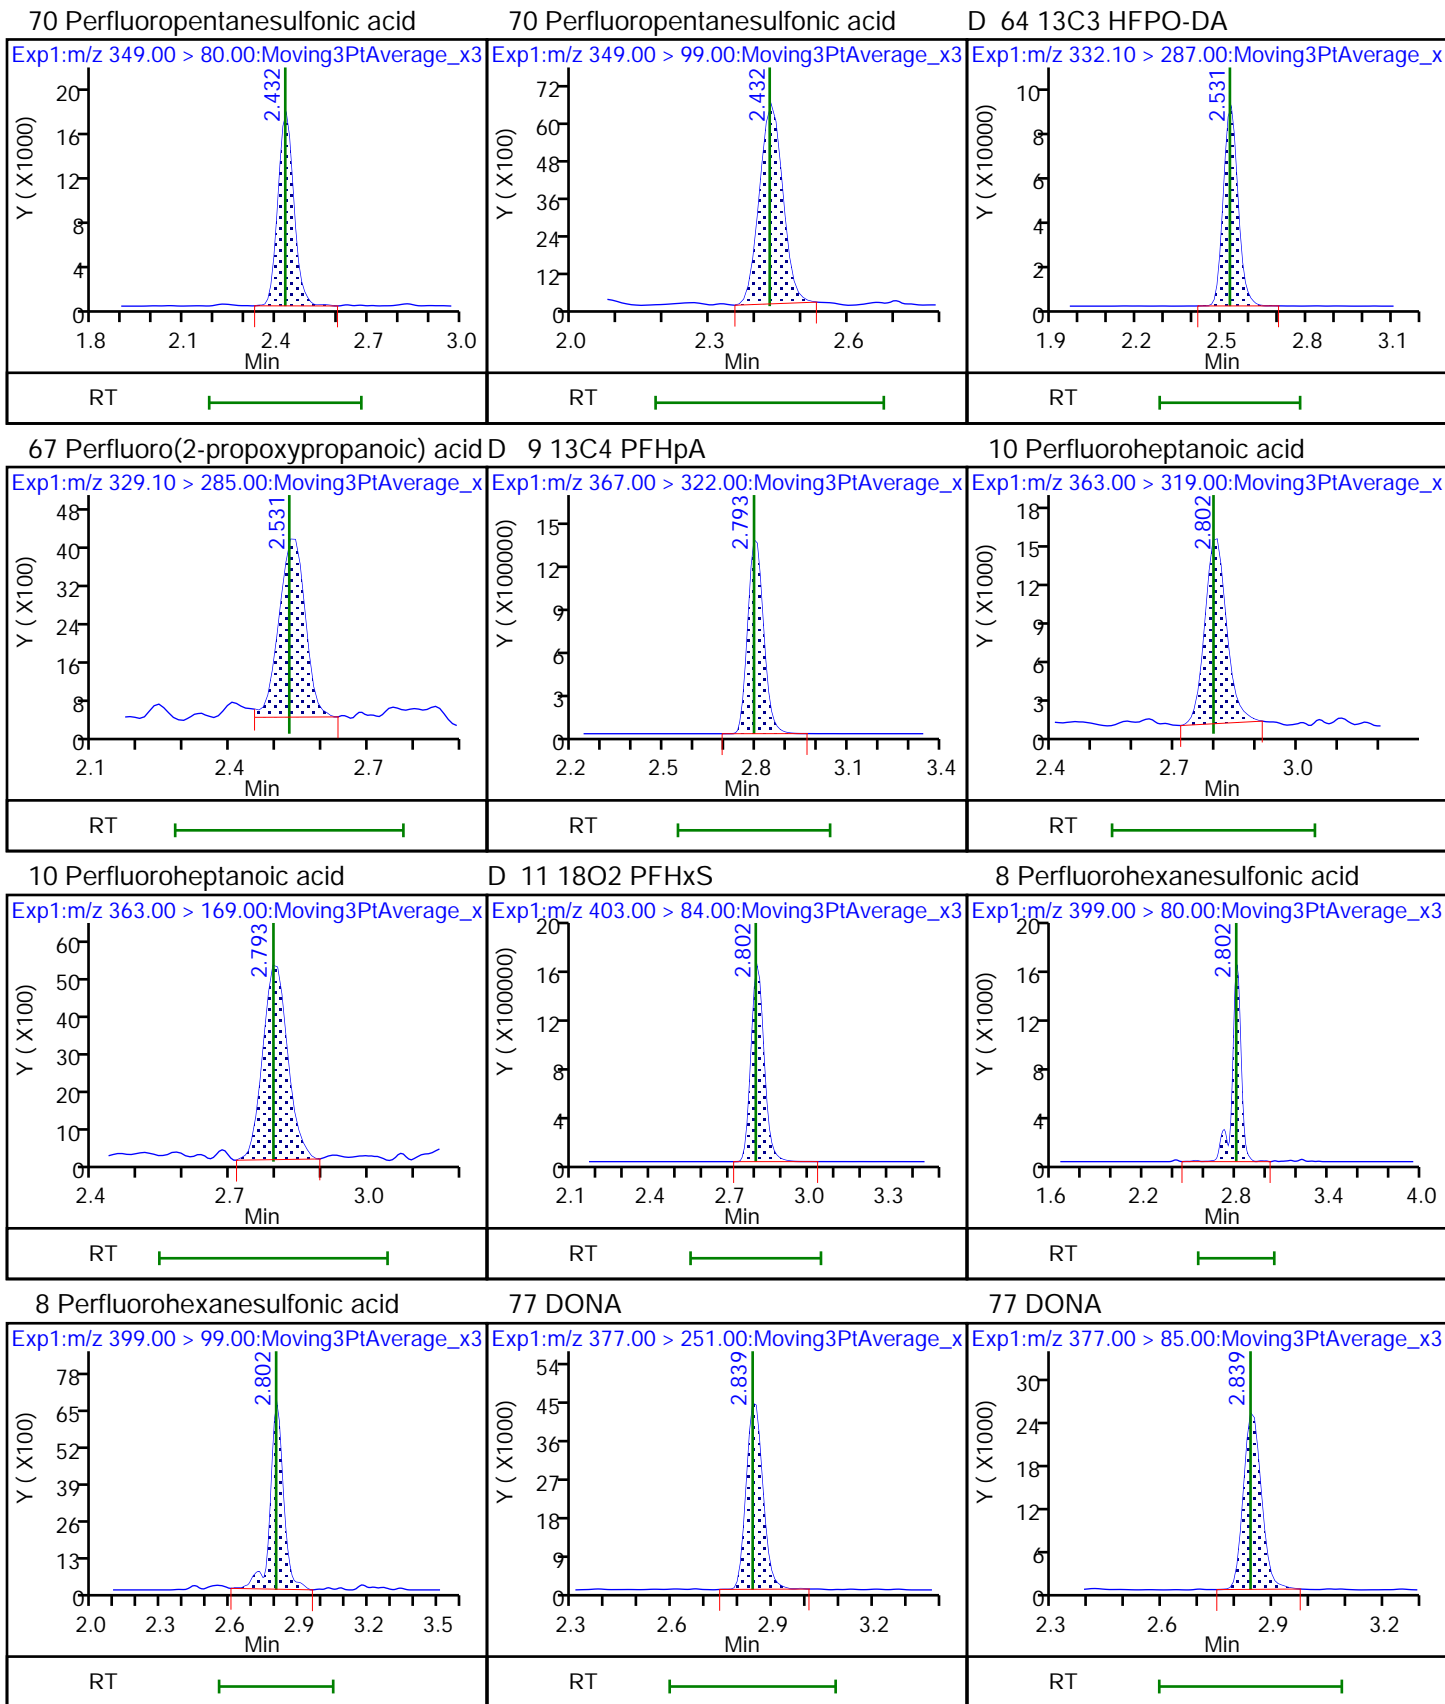 70 Perfluoropentanesulfonic acid
Exp1:m/z 349.00 > 80.00:Moving3PtAverage_x3
2.432
Y ( X1000)
20
16
12
8
4
0
1.8 2.1 2.4 2.7 3.0
Min
RT
70 Perfluoropentanesulfonic acid
Exp1:m/z 349.00 > 99.00:Moving3PtAverage_x3
2.432
Y ( X100)
72
60
48
36
24
12
0
2.0 2.3 2.6
Min
RT
D 64 13C3 HFPO-DA
Exp1:m/z 332.10 > 287.00:Moving3PtAverage_x
2.531
Y ( X10000)
10
8
6
4
2
0
1.9 2.2 2.5 2.8 3.1
Min
RT
67 Perfluoro(2-propoxypropanoic) acid
Exp1:m/z 329.10 > 285.00:Moving3PtAverage_x
2.531
Y ( X100)
48
40
32
24
16
8
0
2.1 2.4 2.7
Min
RT
D 9 13C4 PFHpA
Exp1:m/z 367.00 > 322.00:Moving3PtAverage_x
2.793
Y ( X100000)
15
12
9
6
3
0
2.2 2.5 2.8 3.1 3.4
Min
RT
10 Perfluoroheptanoic acid
Exp1:m/z 363.00 > 319.00:Moving3PtAverage_x
2.802
Y ( X1000)
18
15
12
9
6
3
0
2.4 2.7 3.0
Min
RT
10 Perfluoroheptanoic acid
Exp1:m/z 363.00 > 169.00:Moving3PtAverage_x
2.793
Y ( X100)
60
50
40
30
20
10
0
2.4 2.7 3.0
Min
RT
D 11 18O2 PFHxS
Exp1:m/z 403.00 > 84.00:Moving3PtAverage_x3
2.802
Y ( X100000)
20
16
12
8
4
0
2.1 2.4 2.7 3.0 3.3
Min
RT
8 Perfluorohexanesulfonic acid
Exp1:m/z 399.00 > 80.00:Moving3PtAverage_x3
2.802
Y ( X1000)
20
16
12
8
4
0
1.6 2.2 2.8 3.4 4.0
Min
RT
8 Perfluorohexanesulfonic acid
Exp1:m/z 399.00 > 99.00:Moving3PtAverage_x3
2.802
Y ( X100)
78
65
52
39
26
13
0
2.0 2.3 2.6 2.9 3.2 3.5
Min
RT
77 DONA
Exp1:m/z 377.00 > 251.00:Moving3PtAverage_x
2.839
Y ( X1000)
54
45
36
27
18
9
0
2.3 2.6 2.9 3.2
Min
RT
77 DONA
Exp1:m/z 377.00 > 85.00:Moving3PtAverage_x3
2.839
Y ( X1000)
30
24
18
12
6
0
2.3 2.6 2.9 3.2
Min
RT